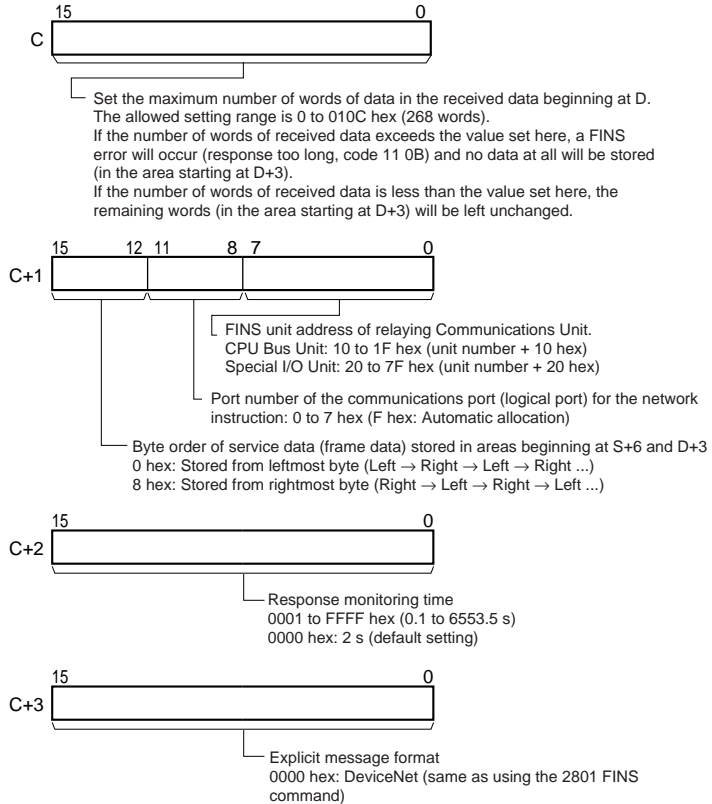 15 0
C
Set the maximum number of words of data in the received data beginning at D.
The allowed setting range is 0 to 010C hex (268 words).
If the number of words of received data exceeds the value set here, a FINS
error will occur (response too long, code 11 0B) and no data at all will be stored
(in the area starting at D+3).
If the number of words of received data is less than the value set here, the
remaining words (in the area starting at D+3) will be left unchanged.
15 12 11 8 7 0
C+1
FINS unit address of relaying Communications Unit.
CPU Bus Unit: 10 to 1F hex (unit number + 10 hex)
Special I/O Unit: 20 to 7F hex (unit number + 20 hex)
Port number of the communications port (logical port) for the network
instruction: 0 to 7 hex (F hex: Automatic allocation)
Byte order of service data (frame data) stored in areas beginning at S+6 and D+3
0 hex: Stored from leftmost byte (Left → Right → Left → Right ...)
8 hex: Stored from rightmost byte (Right → Left → Right → Left ...)
15 0
C+2
Response monitoring time
0001 to FFFF hex (0.1 to 6553.5 s)
0000 hex: 2 s (default setting)
15 0
C+3
Explicit message format
0000 hex: DeviceNet (same as using the 2801 FINS
command)